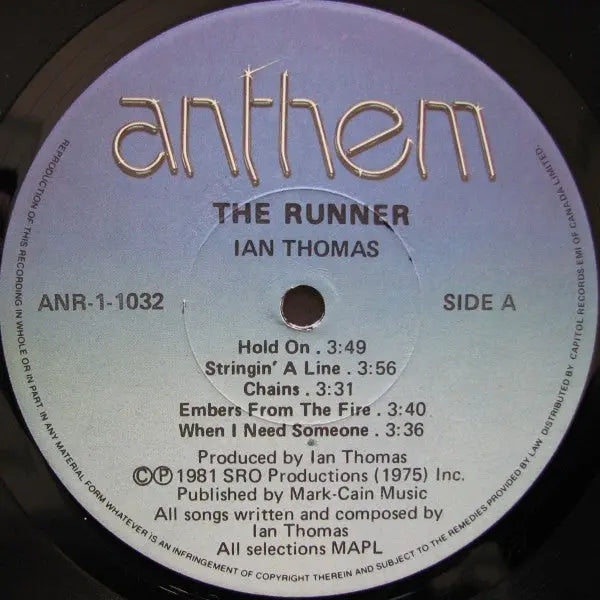 anthem
THE RUNNER
IAN THOMAS
ANR-1-1032
SIDE A
Hold On . 3:49
Stringin' A Line . 3:56
Chains . 3:31
Embers From The Fire . 3:40
When I Need Someone . 3:36
Produced by Ian Thomas
©℗1981 SRO Productions (1975) Inc.
Published by Mark-Cain Music
All songs written and composed by
Ian Thomas
All selections MAPL
REPRODUCTION OF THIS RECORDING IN WHOLE OR IN PART, IN ANY MATERIAL FORM WHATEVER IS AN INFRINGEMENT OF COPYRIGHT THEREIN AND SUBJECT TO THE REMEDIES PROVIDED BY LAW. DISTRIBUTED BY CAPITOL RECORDS-EMI OF CANADA LIMITED.